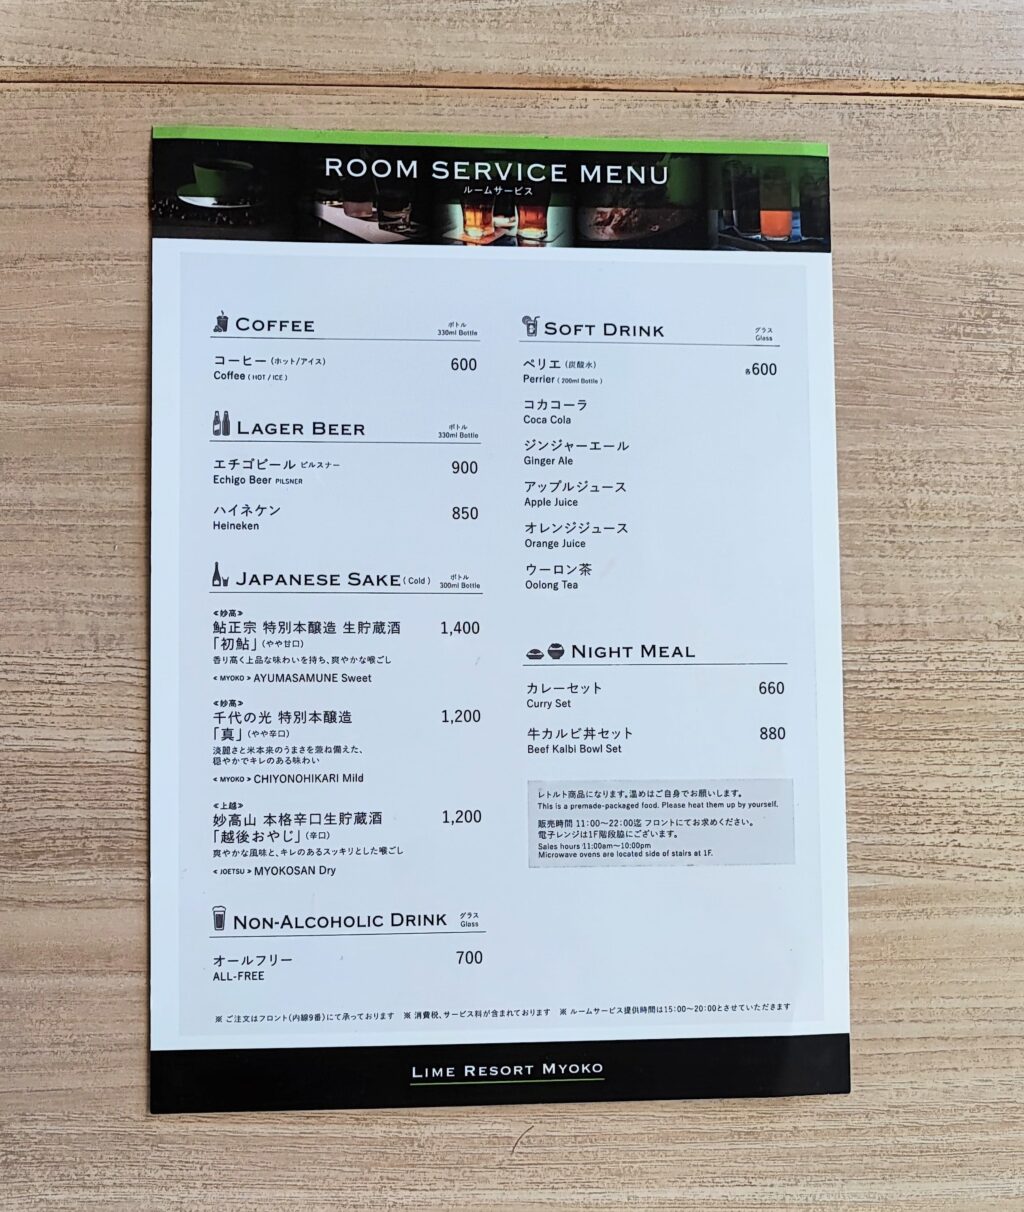 ROOM SERVICE MENU
ルームサービス
COFFEE
ボトル
330ml Bottle
コーヒー (ホット/アイス)
600
Coffee ( HOT / ICE )
LAGER BEER
ボトル
330ml Bottle
エチゴビール ピルスナー
900
Echigo Beer PILSNER
ハイネケン
850
Heineken
JAPANESE SAKE ( Cold )
ボトル
300ml Bottle
≪妙高≫
鮎正宗 特別本醸造 生貯蔵酒
1,400
「初鮎」(やや甘口)
香り高く上品な味わいを持ち、爽やかな喉ごし
< MYOKO > AYUMASAMUNE Sweet
≪妙高≫
千代の光 特別本醸造
1,200
「真」(やや辛口)
淡麗さと米本来のうまさを兼ね備えた、
穏やかでキレのある味わい
< MYOKO > CHIYONOHIKARI Mild
≪上越≫
妙高山 本格辛口生貯蔵酒
1,200
「越後おやじ」(辛口)
爽やかな風味と、キレのあるスッキリとした喉ごし
< JOETSU > MYOKOSAN Dry
NON-ALCOHOLIC DRINK
グラス
Glass
オールフリー
700
ALL-FREE
SOFT DRINK
グラス
Glass
ペリエ (炭酸水)
各600
Perrier ( 200ml Bottle )
コカコーラ
Coca Cola
ジンジャーエール
Ginger Ale
アップルジュース
Apple Juice
オレンジジュース
Orange Juice
ウーロン茶
Oolong Tea
NIGHT MEAL
カレーセット
660
Curry Set
牛カルビ丼セット
880
Beef Kalbi Bowl Set
レトルト商品になります。温めはご自身でお願いします。
This is a premade-packaged food. Please heat them up by yourself.
販売時間 11:00〜22:00迄 フロントにてお求めください。
電子レンジは1F階段脇にございます。
Sales hours 11:00am〜10:00pm
Microwave ovens are located side of stairs at 1F.
※ ご注文はフロント(内線9番)にて承っております ※ 消費税、サービス料が含まれております ※ ルームサービス提供時間は15:00〜20:00とさせていただきます
LIME RESORT MYOKO